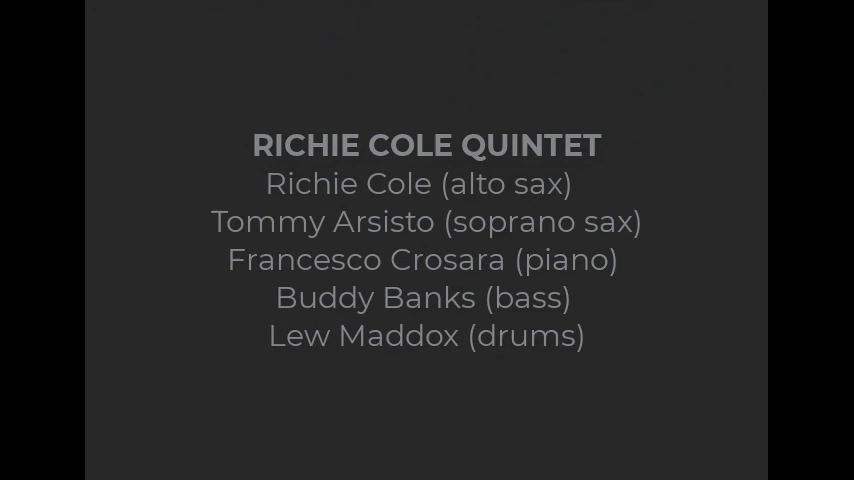 RICHIE COLE QUINTET
Richie Cole (alto sax)
Tommy Arsisto (soprano sax)
Francesco Crosara (piano)
Buddy Banks (bass)
Lew Maddox (drums)